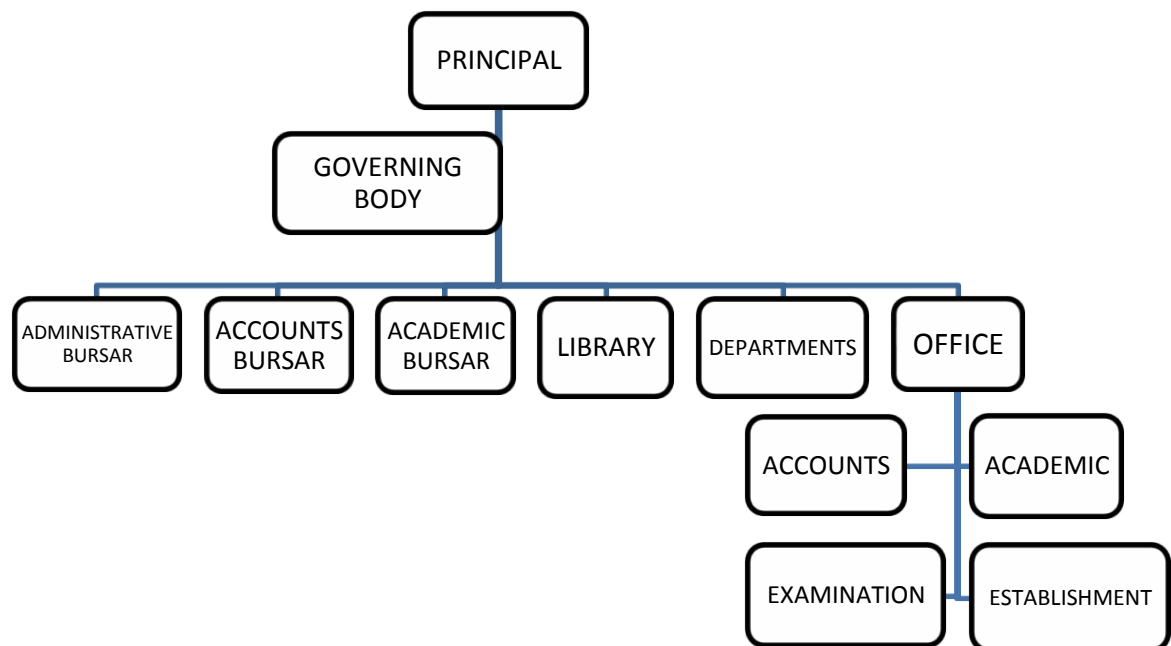 PRINCIPAL
GOVERNING
BODY
ADMINISTRATIVE
BURSAR
ACCOUNTS
BURSAR
ACADEMIC
BURSAR
LIBRARY
DEPARTMENTS
OFFICE
ACCOUNTS
ACADEMIC
EXAMINATION
ESTABLISHMENT